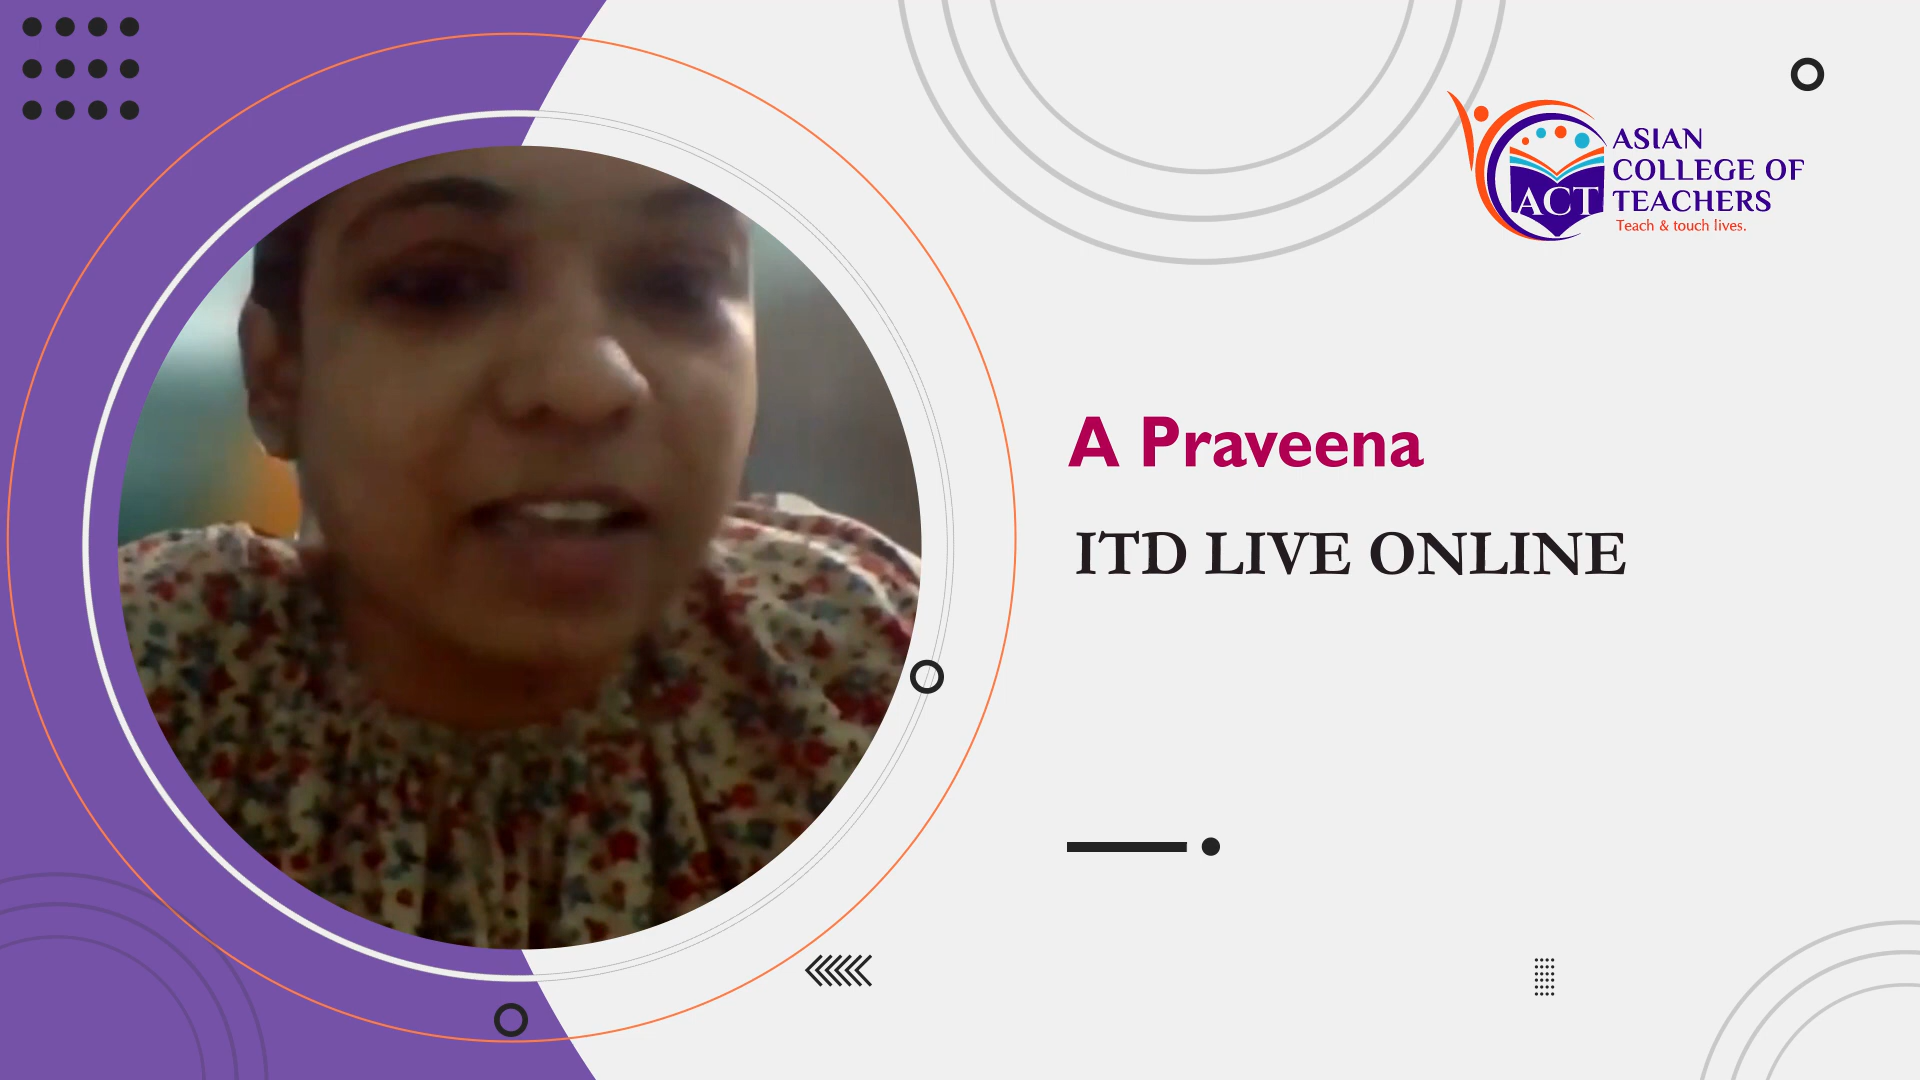 ASIAN
COLLEGE OF
TEACHERS
ACT
Teach & touch lives.
A Praveena
ITD LIVE ONLINE